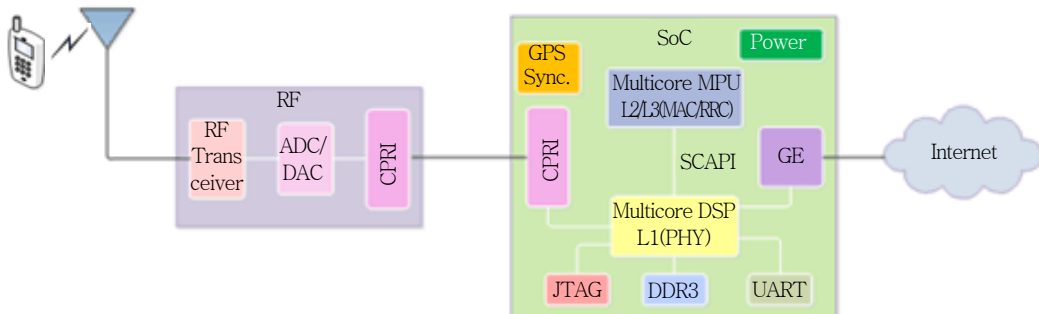 RF
RF
Trans
ceiver
ADC/
DAC
CPRI
SoC
GPS
Sync.
Power
Multicore MPU
L2/L3(MAC/RRC)
CPRI
SCAPI
GE
Internet
Multicore DSP
L1(PHY)
JTAG
DDR3
UART